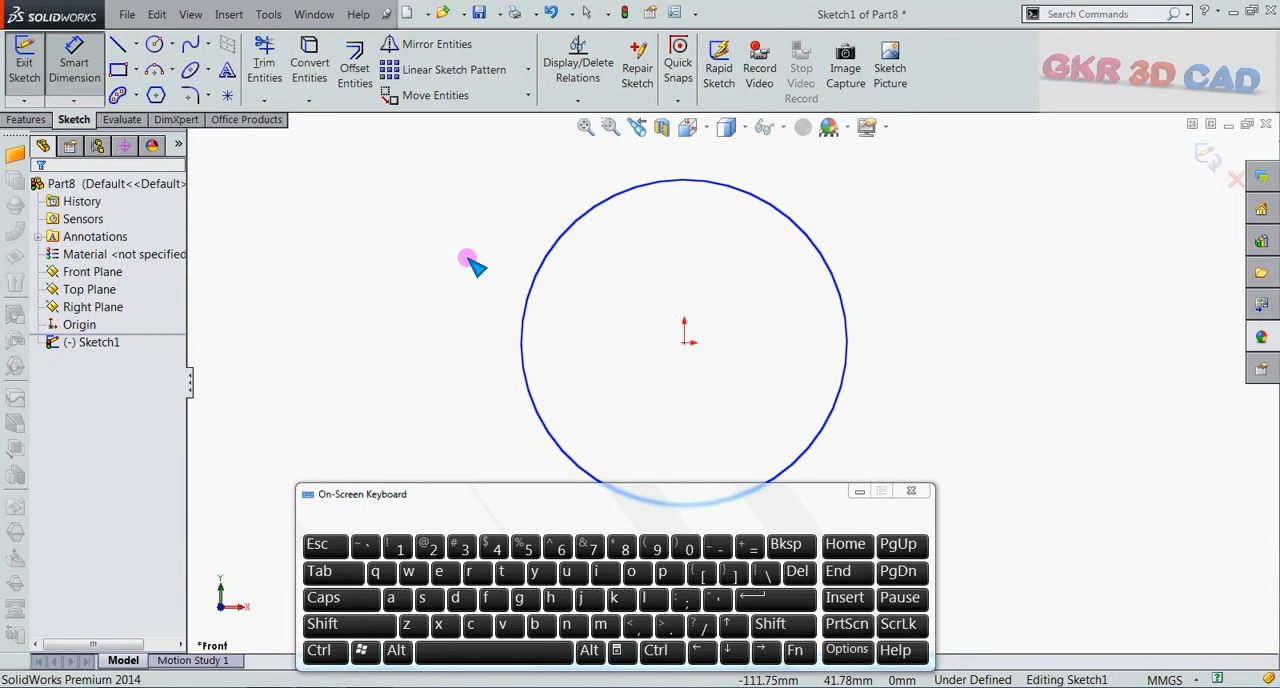 SOLIDWORKS File Edit View Insert Tools Window Help Sketch1 of Part8 * Search Commands
Exit Sketch
Smart Dimension
Trim Entities
Convert Entities
Offset Entities
Mirror Entities
Linear Sketch Pattern
Move Entities
Display/Delete Relations
Repair Sketch
Quick Snaps
Rapid Sketch
Record Video
Stop Video Record
Image Capture
Sketch Picture
GKR 3D CAD
Features Sketch Evaluate DimXpert Office Products
Part8 (Default<<Default>
History
Sensors
Annotations
Material <not specified
Front Plane
Top Plane
Right Plane
Origin
(-) Sketch1
On-Screen Keyboard
Esc ~ ` ! 1 @ 2 # 3 $ 4 % 5 ^ 6 & 7 * 8 ( 9 ) 0 _ - + = Bksp Home PgUp
Tab q w e r t y u i o p { [ } ] | \ Del End PgDn
Caps a s d f g h j k l : ; " ' Insert Pause
Shift z x c v b n m < , > . ? / ↑ Shift PrtScn ScrLk
Ctrl Alt Alt Ctrl ← ↓ → Fn Options Help
Y
X
*Front
Model Motion Study 1
SolidWorks Premium 2014 -111.75mm 41.78mm 0mm Under Defined Editing Sketch1 MMGS